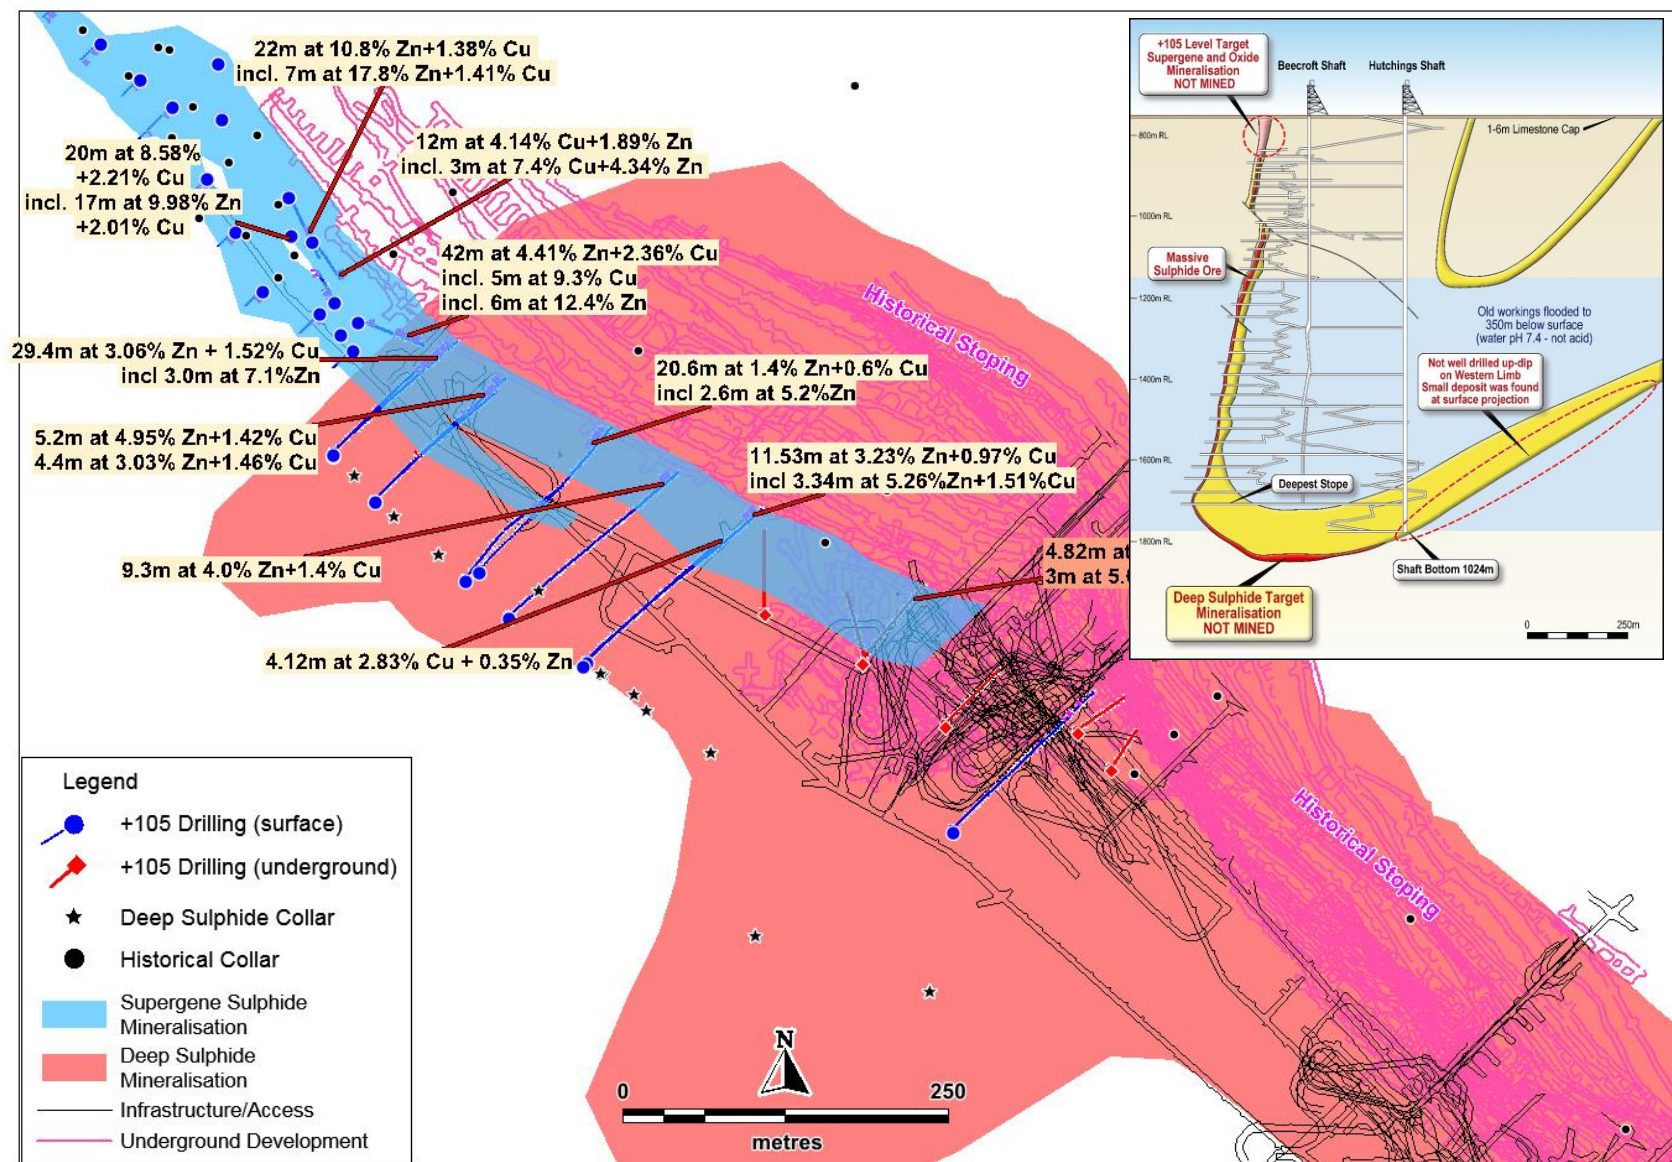 22m at 10.8% Zn+1.38% Cu
incl. 7m at 17.8% Zn+1.41% Cu
12m at 4.14% Cu+1.89% Zn
incl. 3m at 7.4% Cu+4.34% Zn
20m at 8.58%
+2.21% Cu
incl. 17m at 9.98% Zn
+2.01% Cu
42m at 4.41% Zn+2.36% Cu
incl. 5m at 9.3% Cu
incl. 6m at 12.4% Zn
29.4m at 3.06% Zn + 1.52% Cu
incl 3.0m at 7.1%Zn
20.6m at 1.4% Zn+0.6% Cu
incl 2.6m at 5.2%Zn
5.2m at 4.95% Zn+1.42% Cu
4.4m at 3.03% Zn+1.46% Cu
11.53m at 3.23% Zn+0.97% Cu
incl 3.34m at 5.26%Zn+1.51%Cu
9.3m at 4.0% Zn+1.4% Cu
4.82m at
3m at 5.
4.12m at 2.83% Cu + 0.35% Zn
Historical Stoping
Historical Stoping
+105 Level Target
Supergene and Oxide
Mineralisation
NOT MINED
Beecroft Shaft
Hutchings Shaft
800m RL
1-6m Limestone Cap
1000m RL
Massive
Sulphide Ore
1200m RL
Old workings flooded to
350m below surface
(water pH 7.4 - not acid)
Not well drilled up-dip
on Western Limb
Small deposit was found
at surface projection
1400m RL
1600m RL
Deepest Stope
1800m RL
Shaft Bottom 1024m
Deep Sulphide Target
Mineralisation
NOT MINED
0 250m
Legend
+105 Drilling (surface)
+105 Drilling (underground)
Deep Sulphide Collar
Historical Collar
Supergene Sulphide
Mineralisation
Deep Sulphide
Mineralisation
Infrastructure/Access
Underground Development
N
0 250
metres